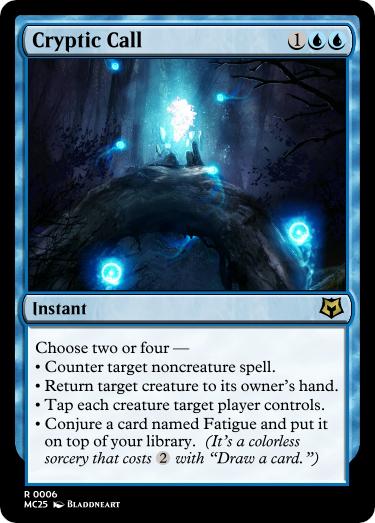 Cryptic Call 1
Instant
Choose two or four —
• Counter target noncreature spell.
• Return target creature to its owner's hand.
• Tap each creature target player controls.
• Conjure a card named Fatigue and put it
on top of your library. (It's a colorless
sorcery that costs 2 with “Draw a card.”)
R 0006
MC25 Bladdneart